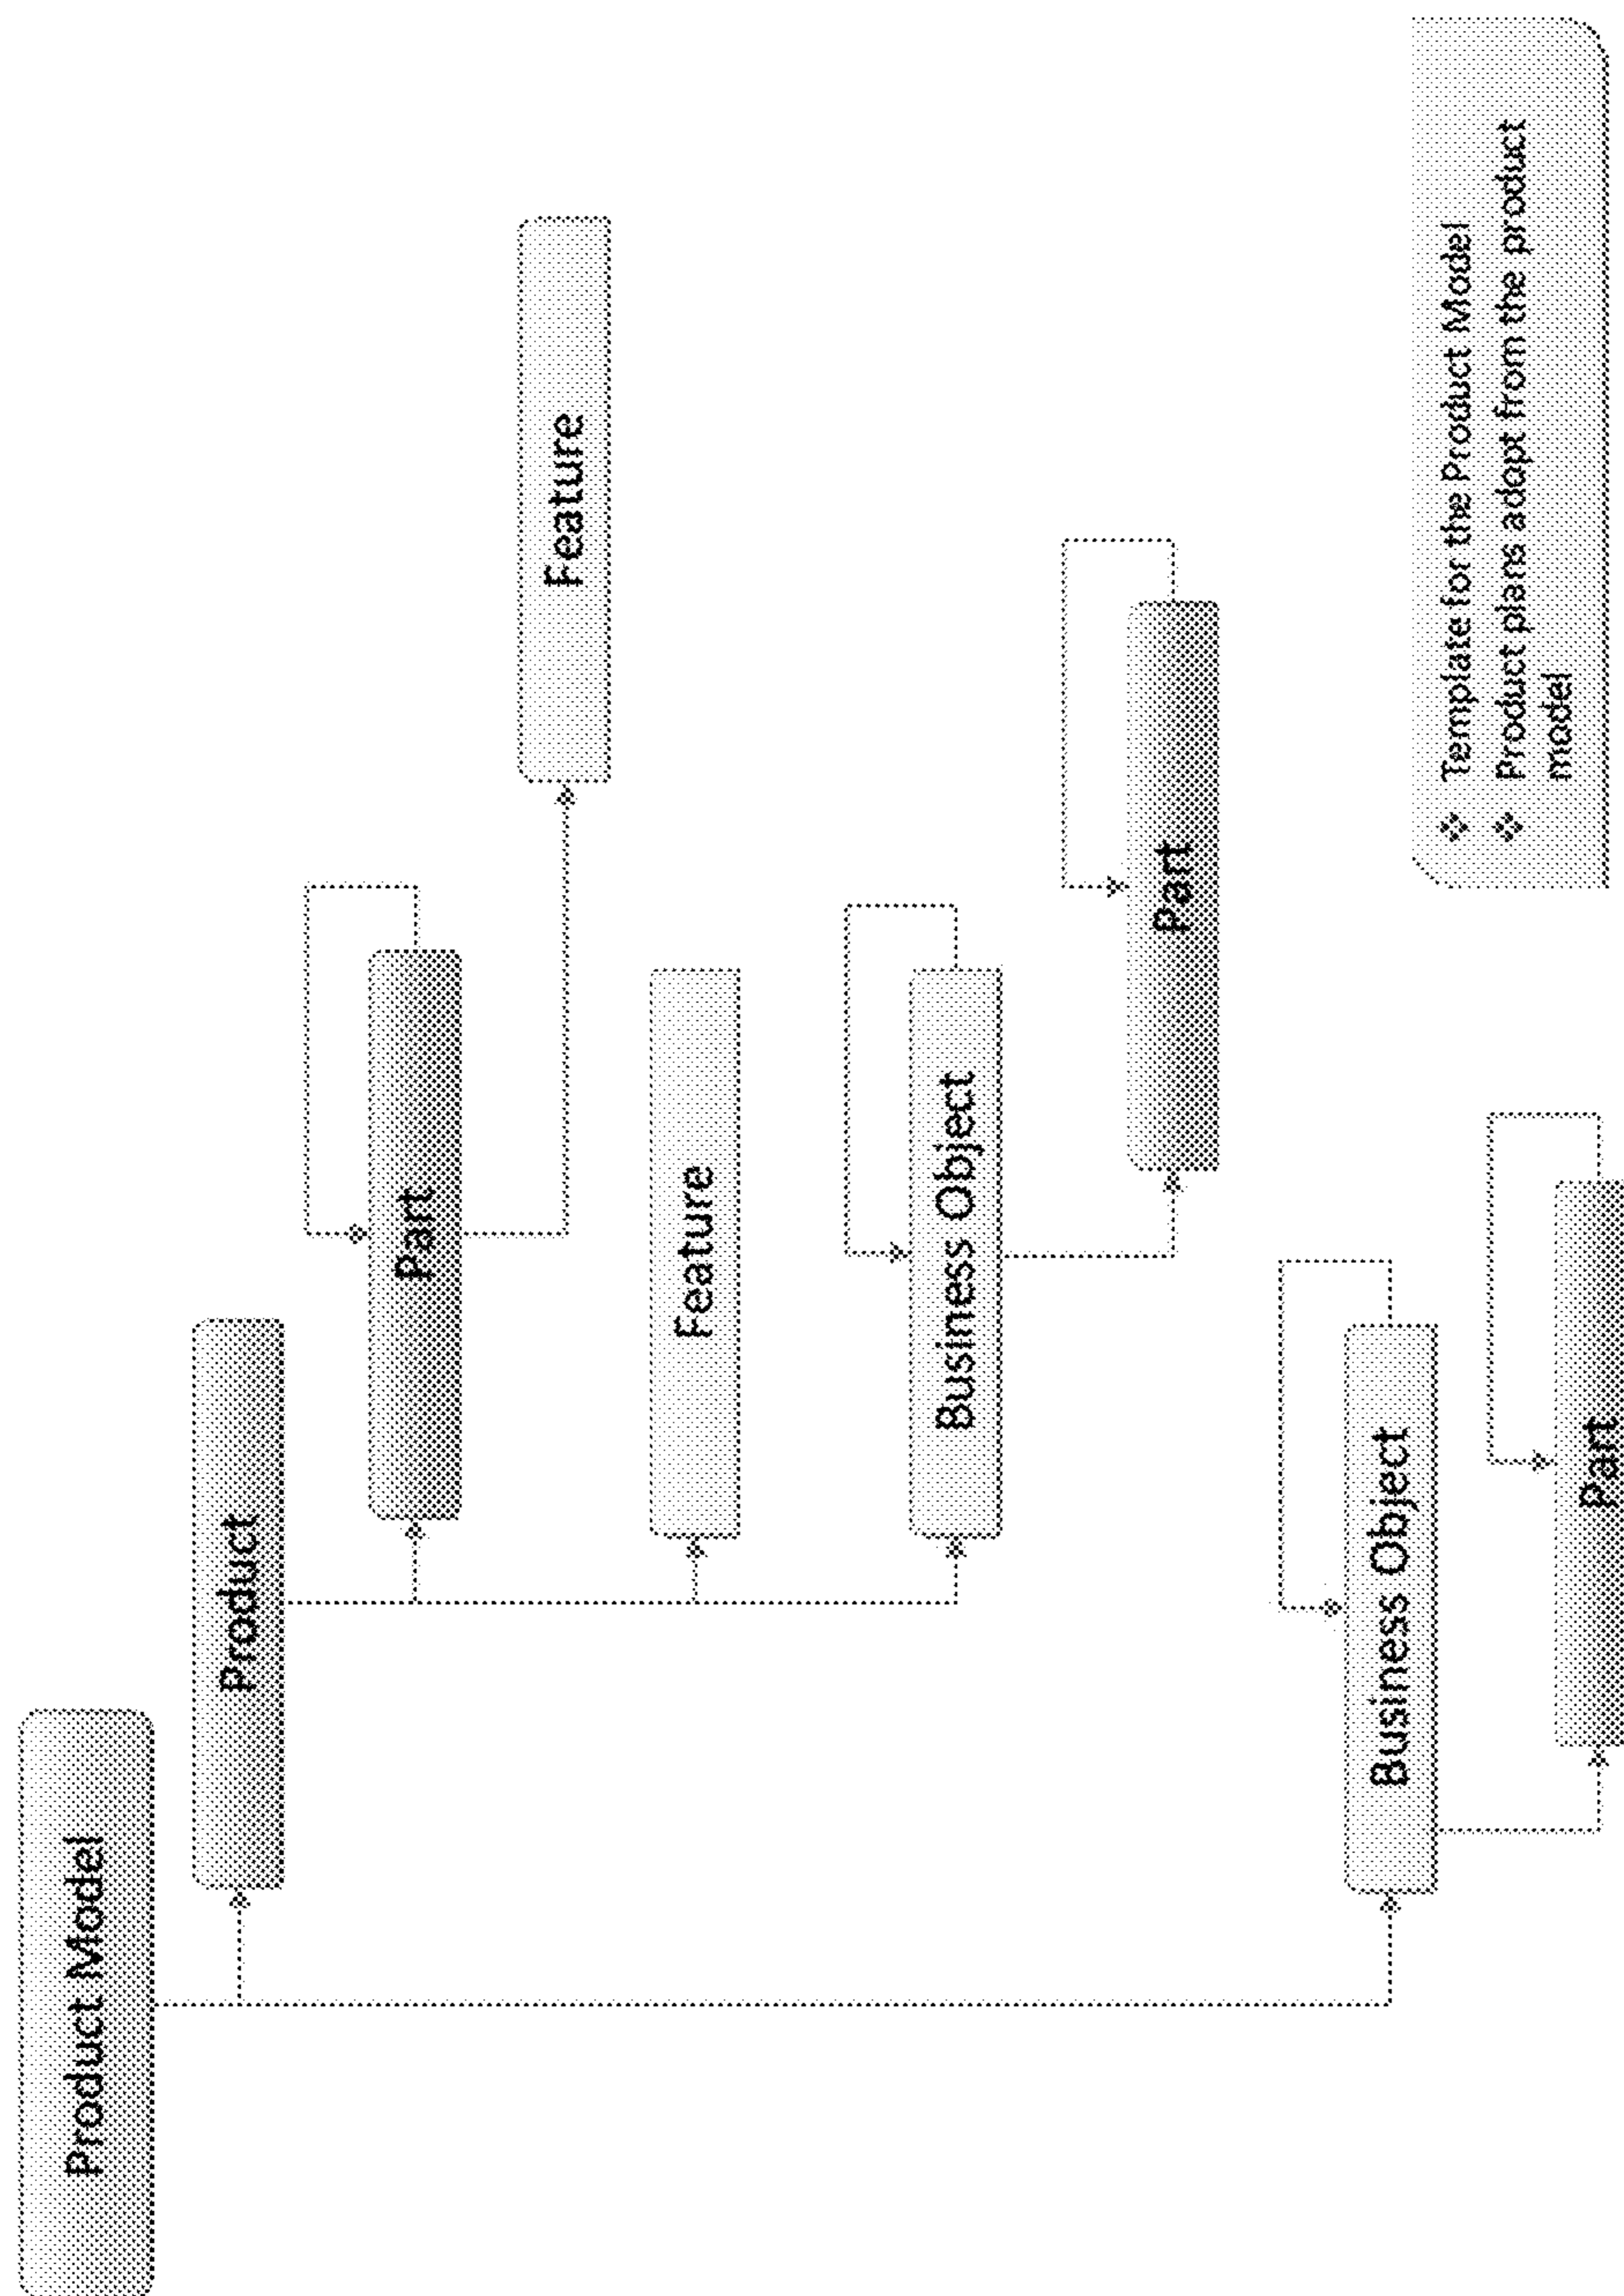 Product Model
Product
Part
Feature
Feature
Business Object
Part
Business Object
Part
❖ Template for the Product Model
❖ Product plans adapt from the product
model